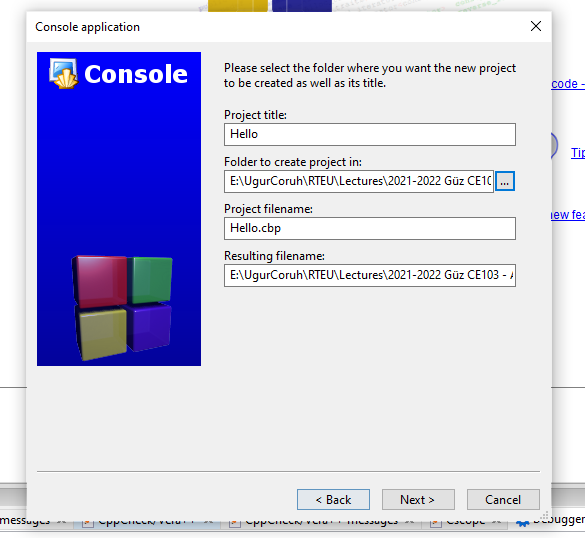 Console application
Console
Please select the folder where you want the new project
to be created as well as its title.
Project title:
Hello
Folder to create project in:
E:\UgurCoruh\RTEU\Lectures\2021-2022 Güz CE10
...
Project filename:
Hello.cbp
Resulting filename:
E:\UgurCoruh\RTEU\Lectures\2021-2022 Güz CE103 - A
< Back
Next >
Cancel
code -
Tip
new fea
messages
CppCheck/Vera++
CppCheck/Vera++ messages
Cscope
Debugger